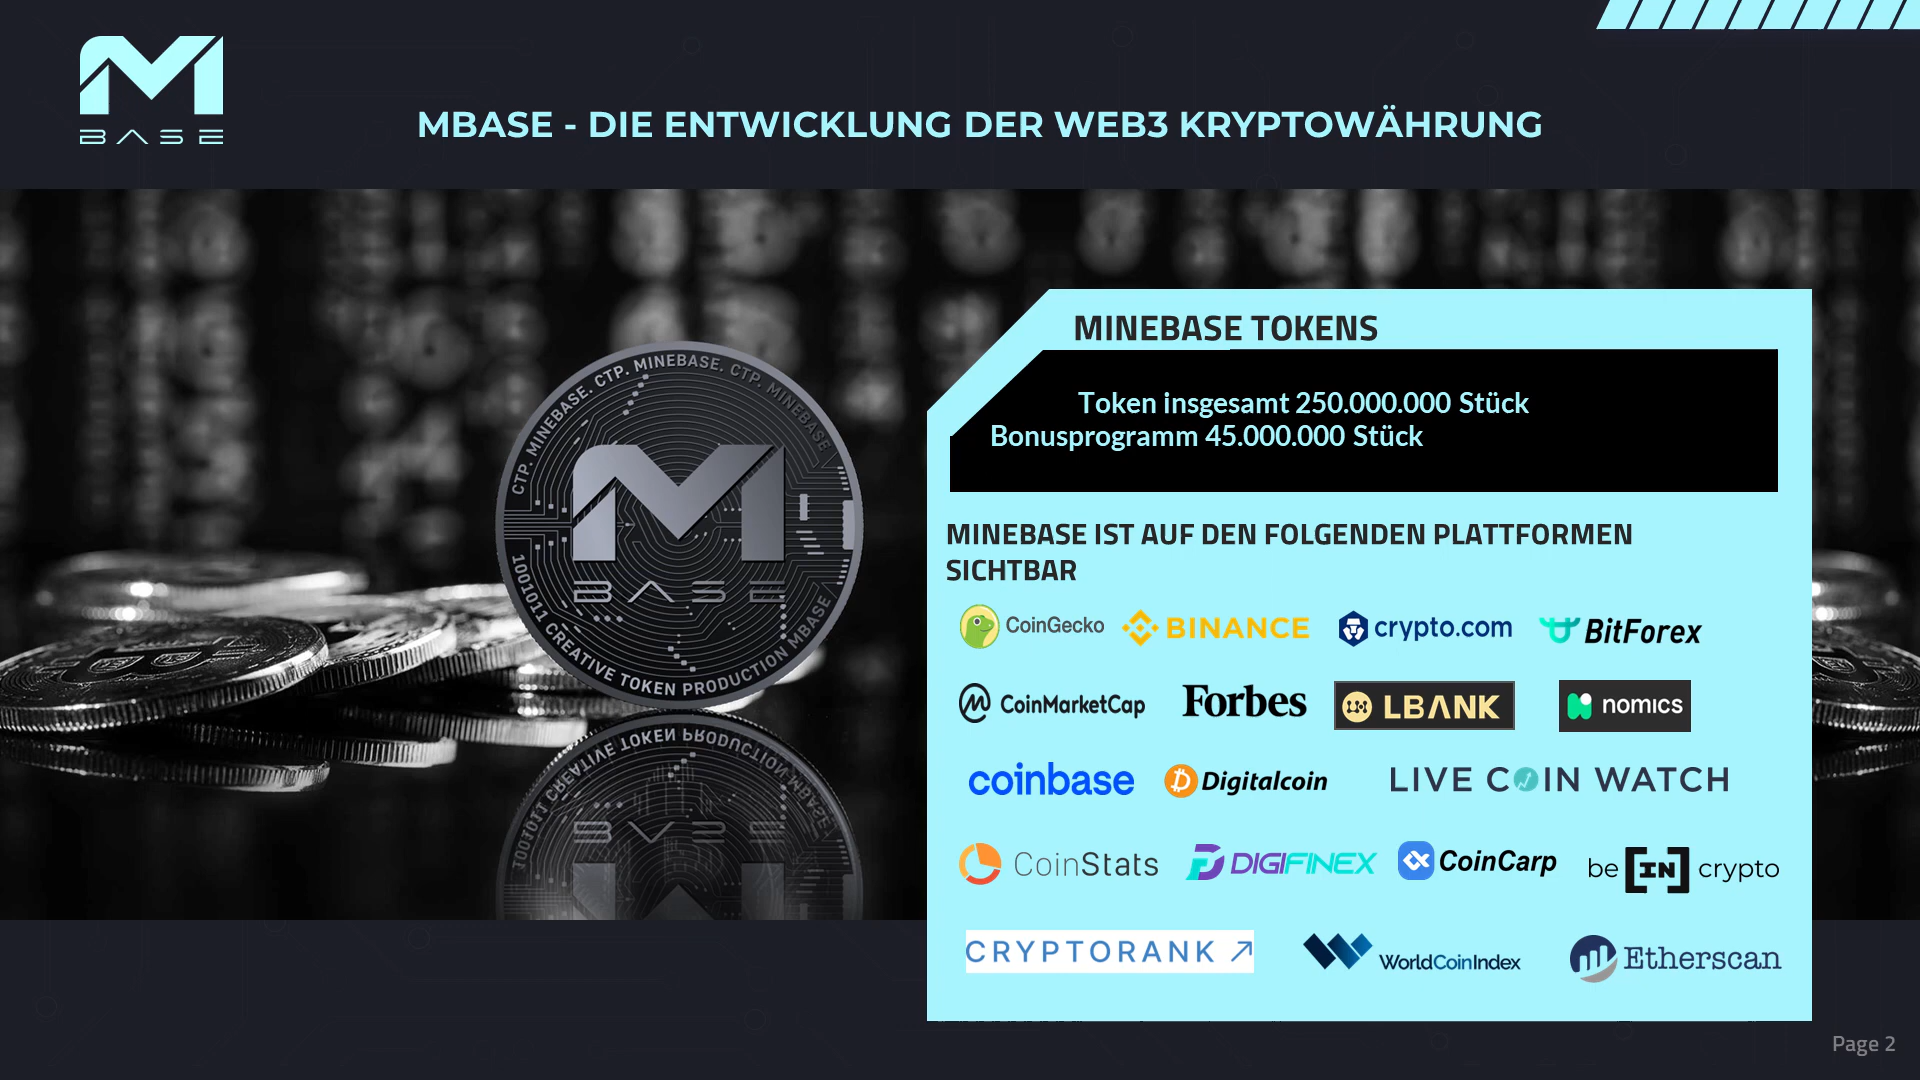 BASE
MBASE - DIE ENTWICKLUNG DER WEB3 KRYPTOWÄHRUNG
MINEBASE TOKENS
Token insgesamt 250.000.000 Stück
Bonusprogramm 45.000.000 Stück
CTP. MINEBASE. CTP. MINEBASE. CTP. MINEBASE
BASE
1001011 CREATIVE TOKEN PRODUCTION MBASE
MINEBASE IST AUF DEN FOLGENDEN PLATTFORMEN
SICHTBAR
CoinGecko BINANCE crypto.com BitForex
CoinMarketCap Forbes LBANK nomics
coinbase Digitalcoin LIVE COIN WATCH
CoinStats DIGIFINEX CoinCarp be [IN] crypto
CRYPTORANK WorldCoinIndex Etherscan
Page 2